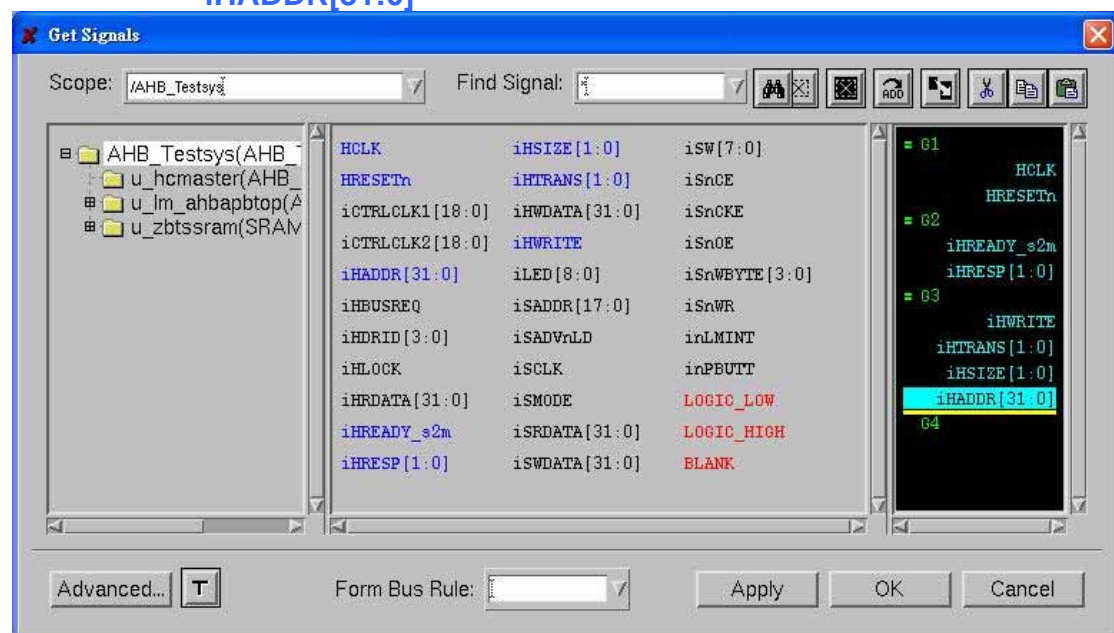 iHADDR[31:0]
Get Signals
Scope: /AHB_Testsys Find Signal: * ADD
AHB_Testsys(AHB_T
u_hcmaster(AHB_
u_lm_ahbapbtop(A
u_zbtssram(SRAM
HCLK iHSIZE[1:0] iSW[7:0]
HRESETn iHTRANS[1:0] iSnCE
iCTRLCLK1[18:0] iHWDATA[31:0] iSnCKE
iCTRLCLK2[18:0] iHWRITE iSnOE
iHADDR[31:0] iLED[8:0] iSnWBYTE[3:0]
iHBUSREQ iSADDR[17:0] iSnWR
iHDRID[3:0] iSADVnLD inLMINT
iHLOCK iSCLK inPBUTT
iHRDATA[31:0] iSMODE LOGIC_LOW
iHREADY_s2m iSRDATA[31:0] LOGIC_HIGH
iHRESP[1:0] iSWDATA[31:0] BLANK
= G1
HCLK
HRESETn
= G2
iHREADY_s2m
iHRESP[1:0]
= G3
iHWRITE
iHTRANS[1:0]
iHSIZE[1:0]
iHADDR[31:0]
G4
Advanced... T Form Bus Rule: Apply OK Cancel